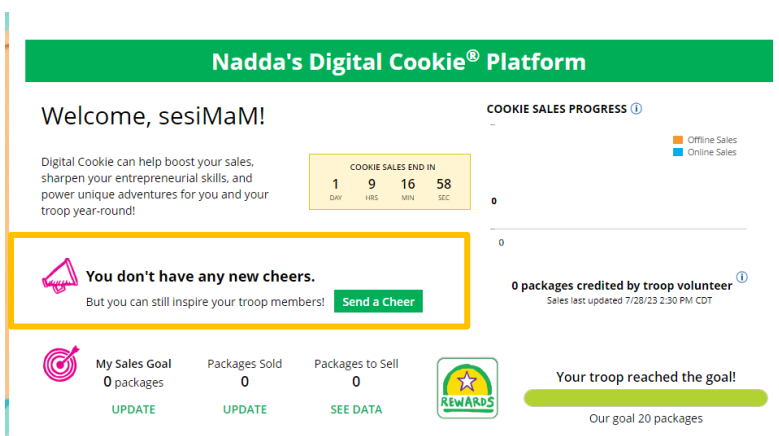 Nadda's Digital Cookie® Platform
Welcome, sesiMaM!
Digital Cookie can help boost your sales,
sharpen your entrepreneurial skills, and
power unique adventures for you and your
troop year-round!
COOKIE SALES END IN
1 9 16 58
DAY HRS MIN SEC
COOKIE SALES PROGRESS
Offline Sales
Online Sales
0
0
You don't have any new cheers.
But you can still inspire your troop members! Send a Cheer
0 packages credited by troop volunteer
Sales last updated 7/28/23 2:30 PM CDT
My Sales Goal
0 packages
UPDATE
Packages Sold
0
UPDATE
Packages to Sell
0
SEE DATA
REWARDS
Your troop reached the goal!
Our goal 20 packages